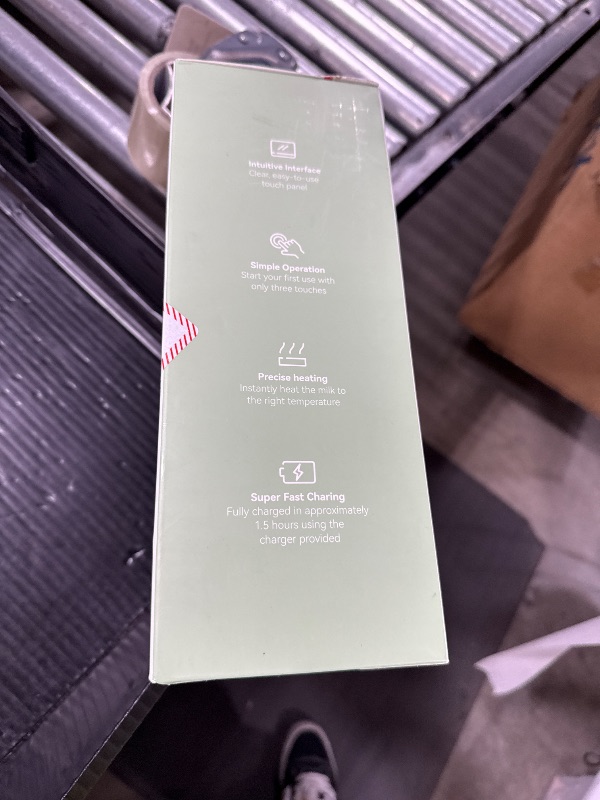 Intuitive Interface
Clear, easy-to-use
touch panel
Simple Operation
Start your first use with
only three touches
Precise heating
Instantly heat the milk to
the right temperature
Super Fast Charing
Fully charged in approximately
1.5 hours using the
charger provided